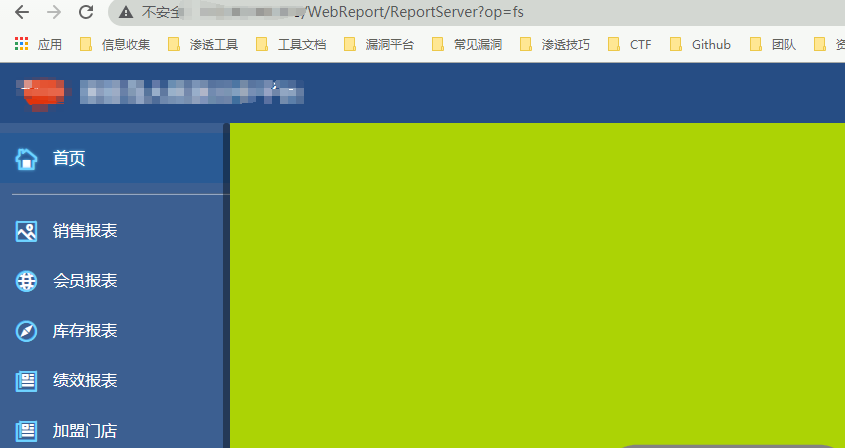 不安全
/WebReport/ReportServer?op=fs
应用 信息收集 渗透工具 工具文档 漏洞平台 常见漏洞 渗透技巧 CTF Github 团队
首页
销售报表
会员报表
库存报表
绩效报表
加盟门店